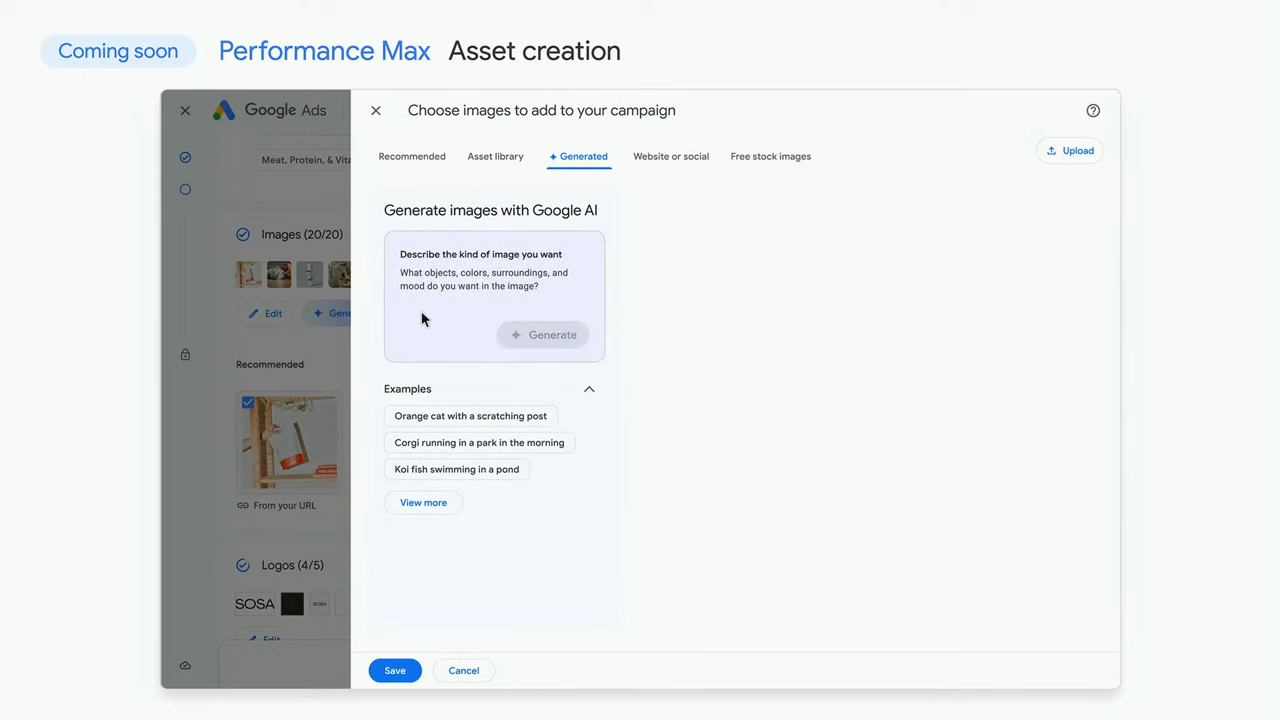 Coming soon
Performance Max Asset creation
Google Ads
Choose images to add to your campaign
Recommended
Asset library
Generated
Website or social
Free stock images
Upload
Meat, Protein, &
Images (20/20)
Edit
Recommended
From your URL
Logos (4/5)
SOSA
SOSA
Edit
Generate images with Google AI
Describe the kind of image you want
What objects, colors, surroundings, and
mood do you want in the image?
Generate
Examples
Orange cat with a scratching post
Corgi running in a park in the morning
Koi fish swimming in a pond
View more
Save
Cancel